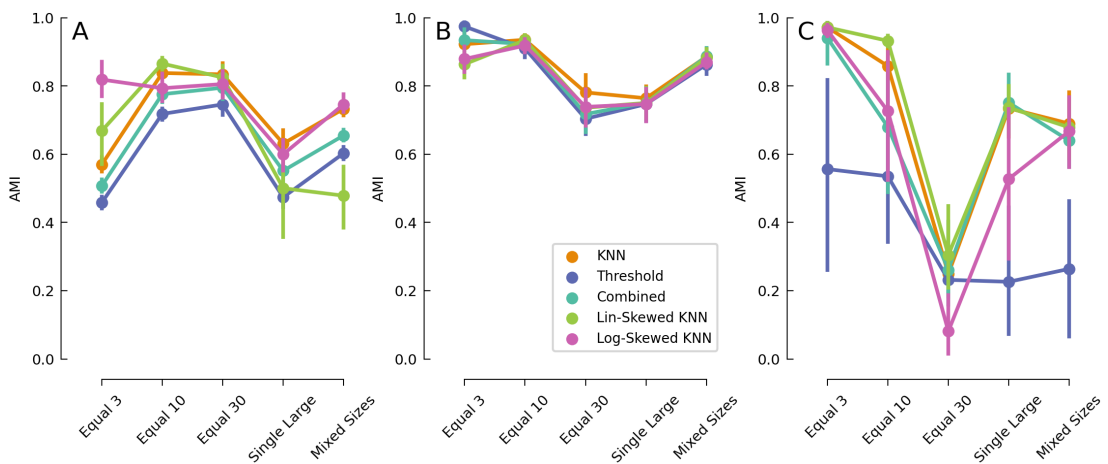 A
1.0
0.8
0.6
0.4
0.2
0.0
AMI
Equal 3
Equal 10
Equal 30
Single Large
Mixed Sizes
B
1.0
0.8
0.6
0.4
0.2
0.0
AMI
KNN
Threshold
Combined
Lin-Skewed KNN
Log-Skewed KNN
Equal 3
Equal 10
Equal 30
Single Large
Mixed Sizes
C
1.0
0.8
0.6
0.4
0.2
0.0
AMI
Equal 3
Equal 10
Equal 30
Single Large
Mixed Sizes